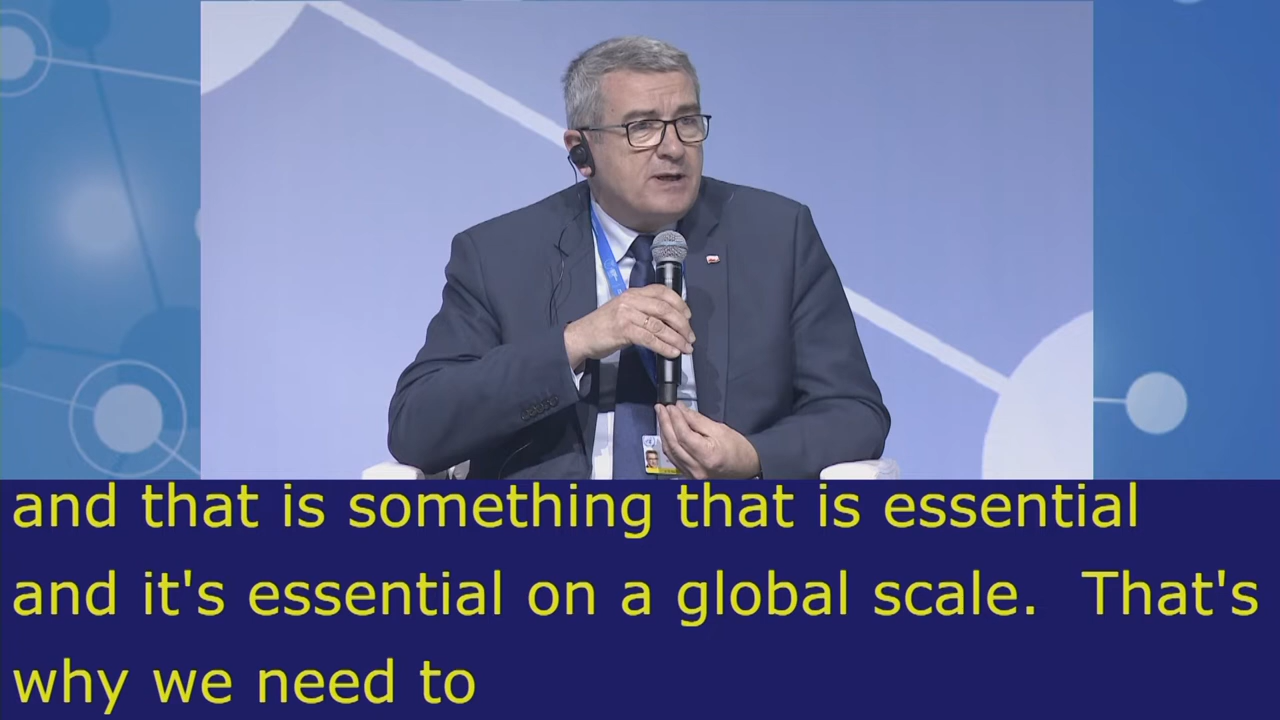 and that is something that is essential
and it's essential on a global scale.  That's
why we need to